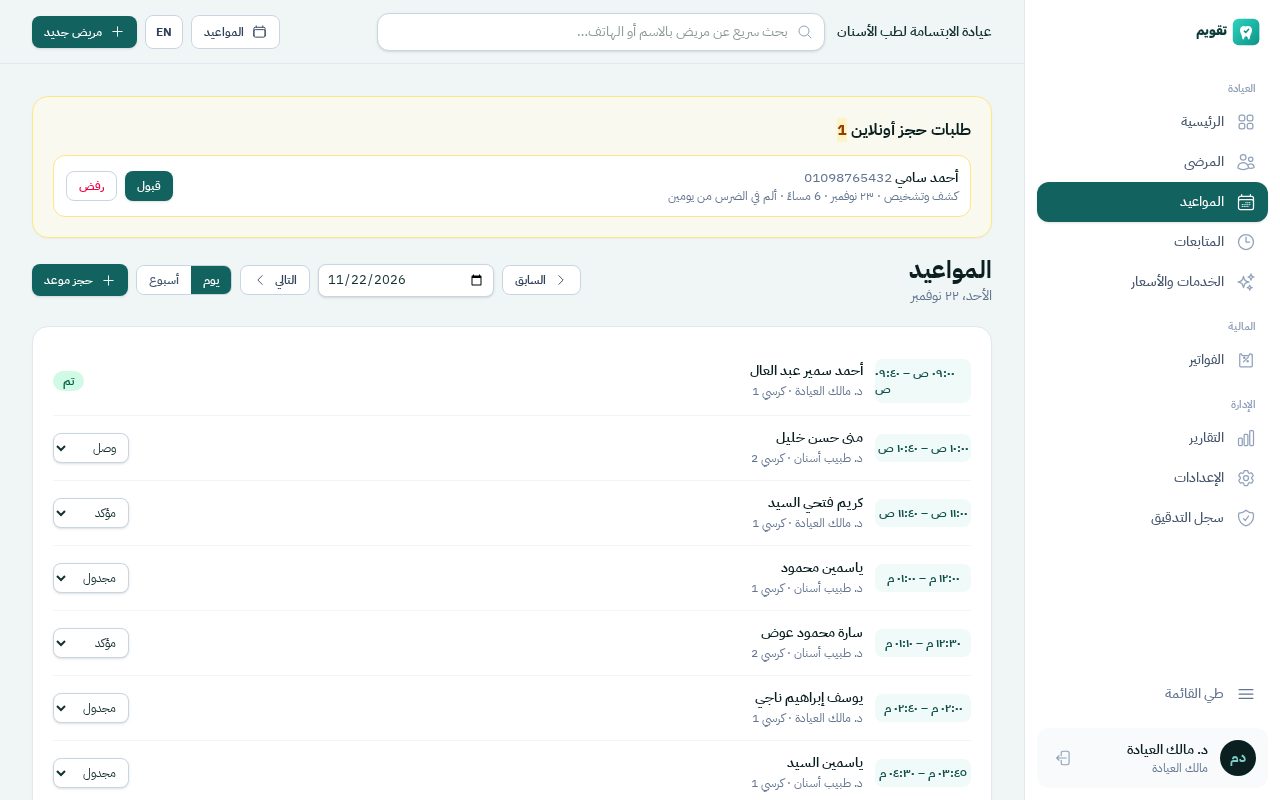 تقويم
العيادة
الرئيسية
المرضى
المواعيد
المتابعات
الخدمات والأسعار
المالية
الفواتير
الإدارة
التقارير
الإعدادات
سجل التدقيق
طي القائمة
دم
د. مالك العيادة
مالك العيادة
عيادة الابتسامة لطب الأسنان
بحث سريع عن مريض بالاسم أو الهاتف...
المواعيد
EN
مريض جديد
طلبات حجز أونلاين 1
أحمد سامي 01098765432
كشف وتشخيص · ٢٣ نوفمبر · 6 مساءً · ألم في الضرس من يومين
قبول
رفض
المواعيد
الأحد، ٢٢ نوفمبر
السابق
11/22/2026
التالي
يوم
أسبوع
حجز موعد
٠٩:٠٠ ص – ٠٩:٤٠ ص
أحمد سمير عبد العال
د. مالك العيادة · كرسي 1
تم
١٠:٠٠ ص – ١٠:٤٠ ص
منى حسن خليل
د. طبيب أسنان · كرسي 2
وصل
١١:٠٠ ص – ١١:٤٠ ص
كريم فتحي السيد
د. مالك العيادة · كرسي 1
مؤكد
١٢:٠٠ م – ٠١:٠٠ م
ياسمين محمود
د. طبيب أسنان · كرسي 1
مجدول
١٢:٣٠ م – ٠١:١٠ م
سارة محمود عوض
د. طبيب أسنان · كرسي 2
مؤكد
٠٢:٠٠ م – ٠٢:٤٠ م
يوسف إبراهيم ناجي
د. مالك العيادة · كرسي 1
مجدول
٠٣:٤٥ م – ٠٤:٣٠ م
ياسمين السيد
د. طبيب أسنان · كرسي 1
مجدول